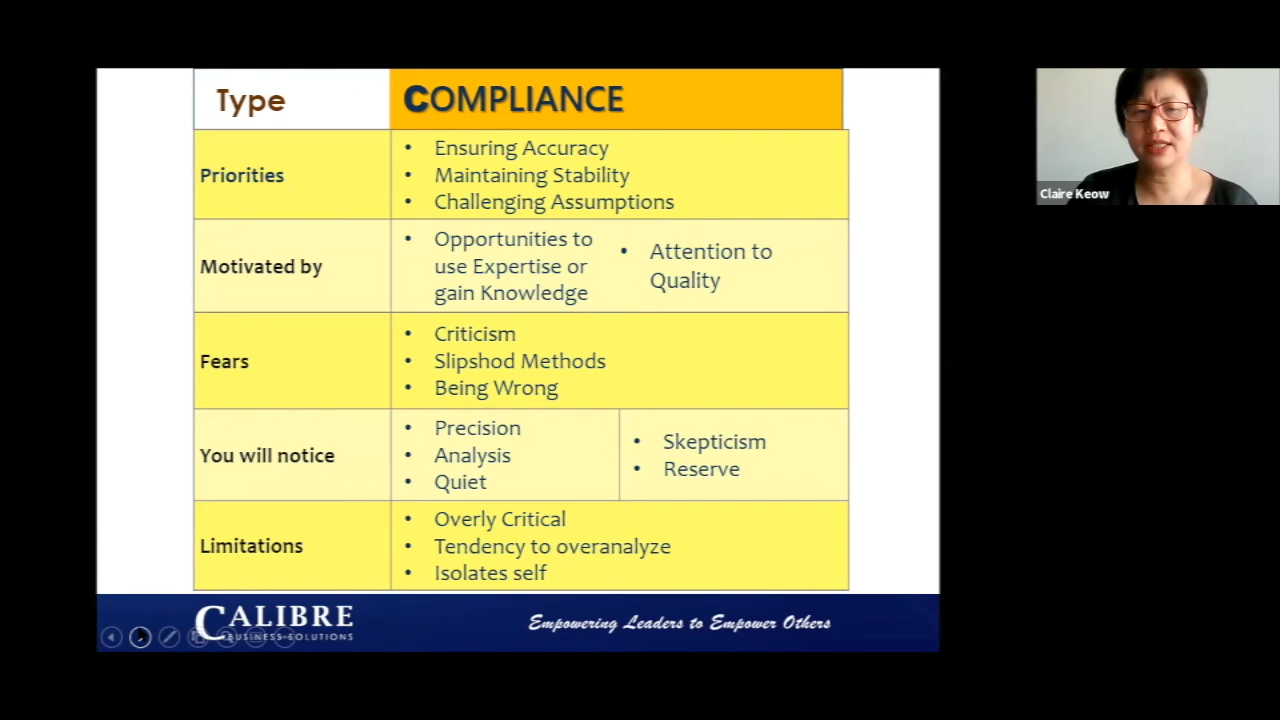 Type
COMPLIANCE
Priorities
• Ensuring Accuracy
• Maintaining Stability
• Challenging Assumptions
Motivated by
• Opportunities to
use Expertise or
gain Knowledge
• Attention to
Quality
Fears
• Criticism
• Slipshod Methods
• Being Wrong
You will notice
• Precision
• Analysis
• Quiet
• Skepticism
• Reserve
Limitations
• Overly Critical
• Tendency to overanalyze
• Isolates self
CALIBRE
BUSINESS SOLUTIONS
Empowering Leaders to Empower Others
Claire Keow